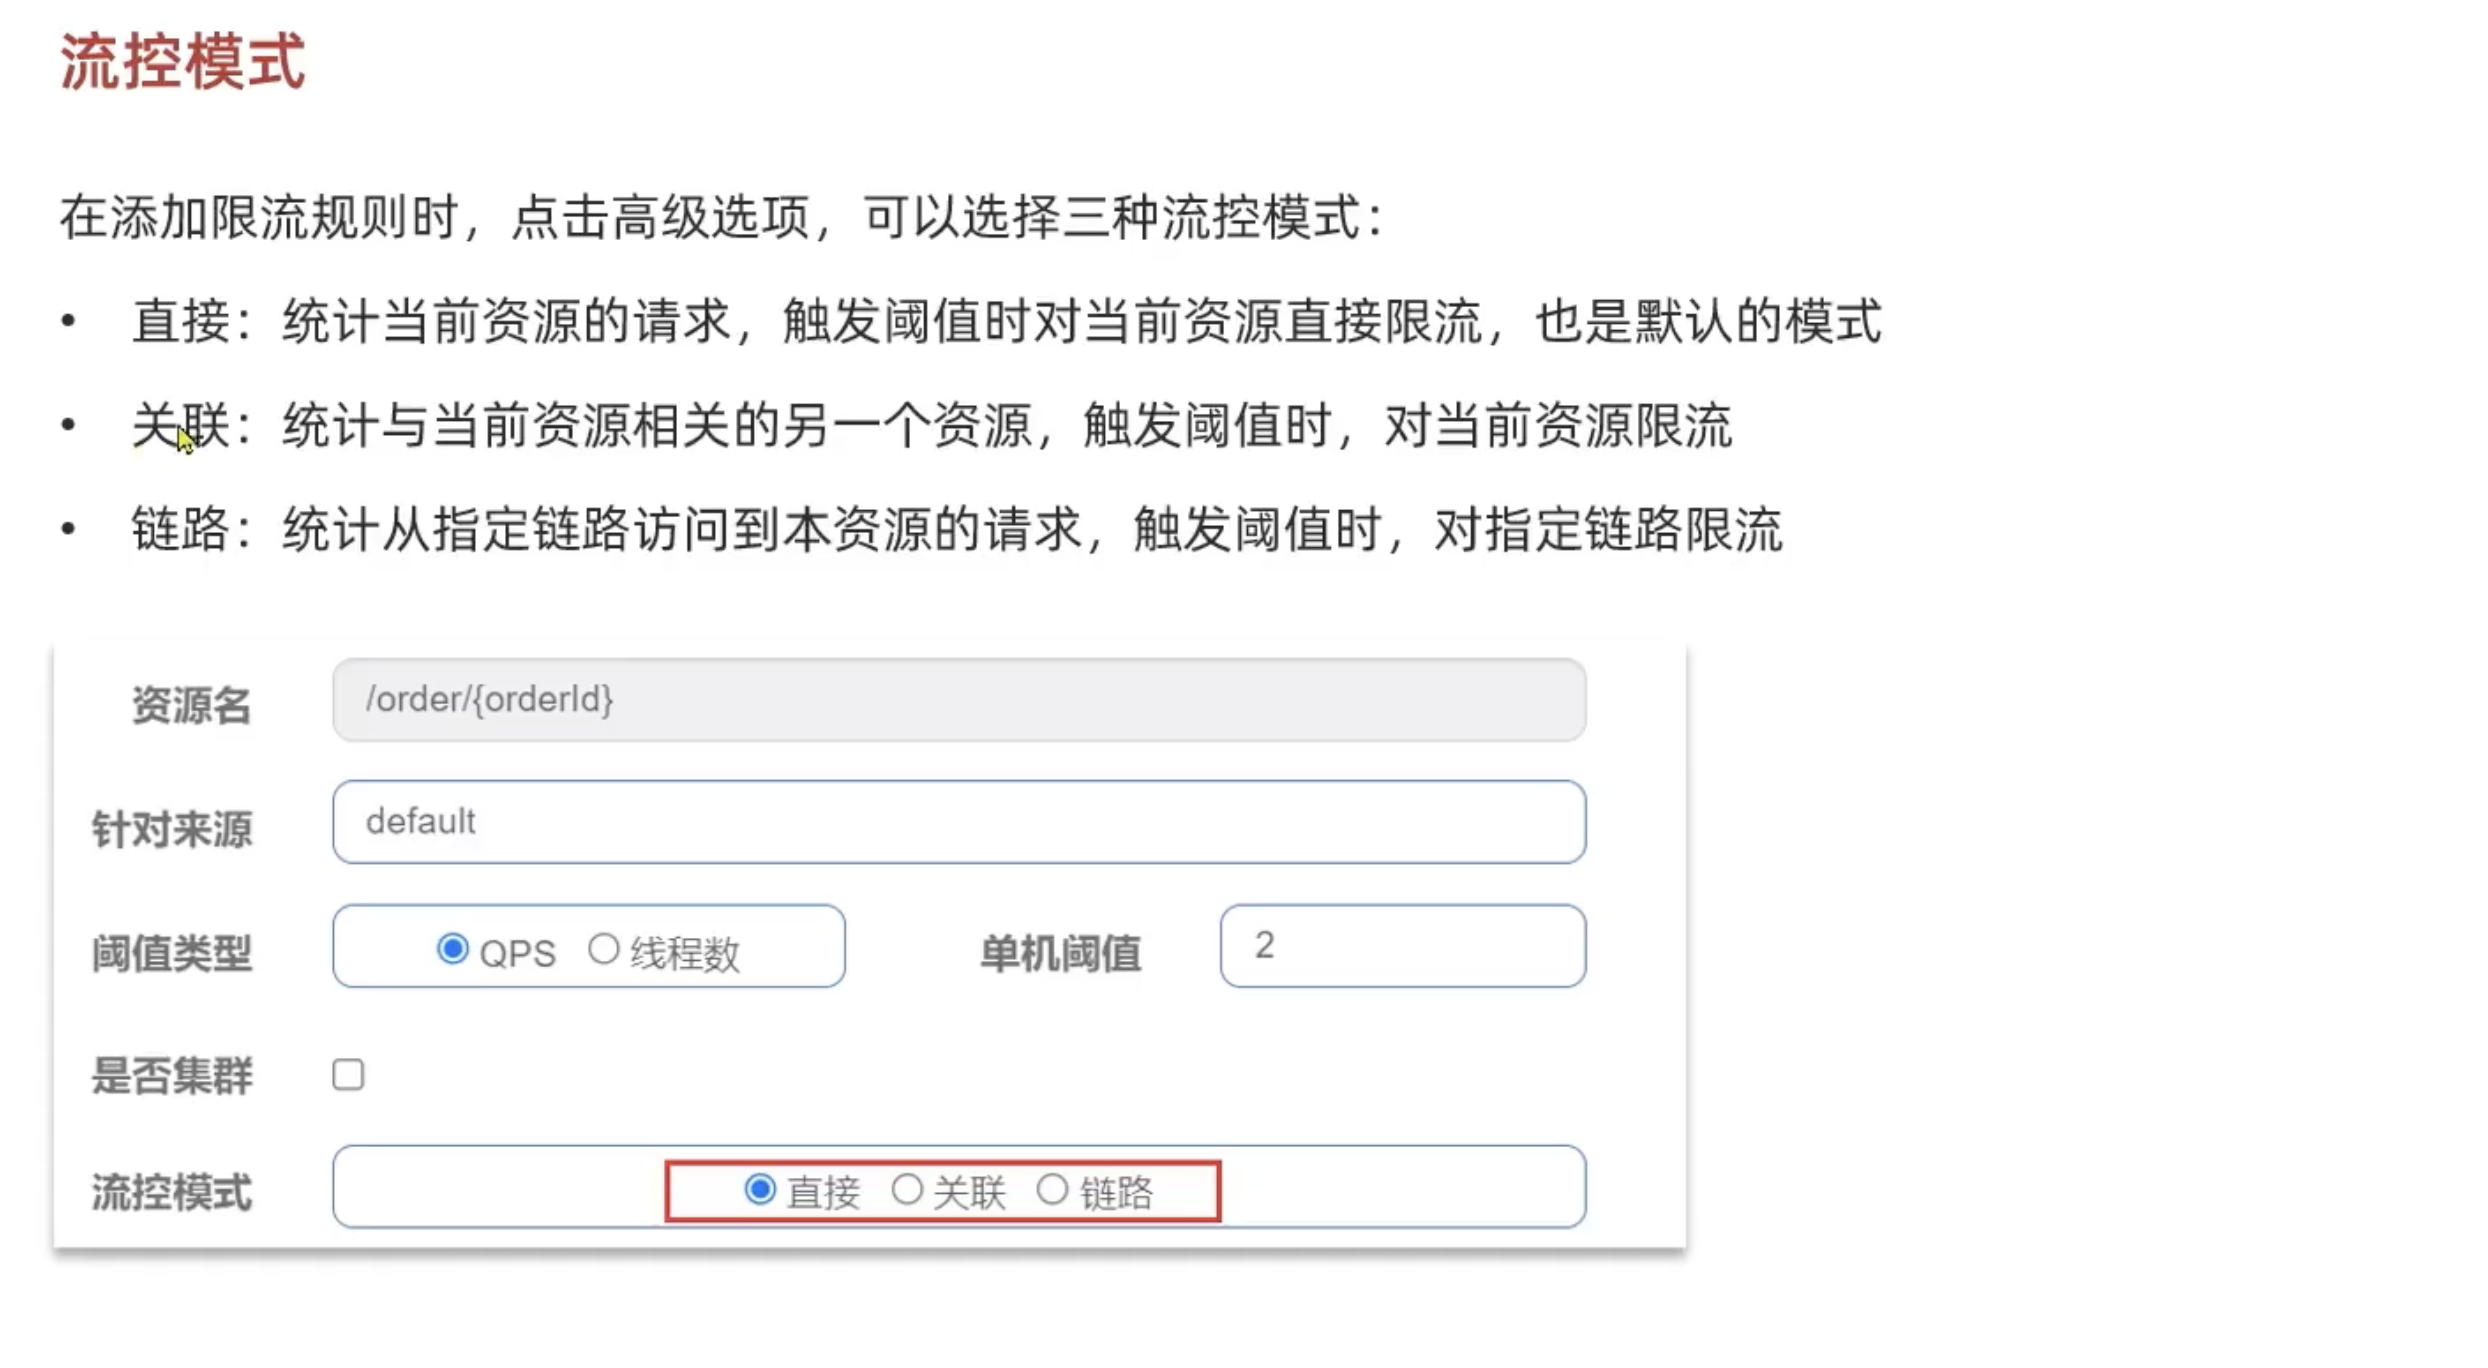 流控模式
在添加限流规则时，点击高级选项，可以选择三种流控模式：
• 直接：统计当前资源的请求，触发阈值时对当前资源直接限流，也是默认的模式
• 关联：统计与当前资源相关的另一个资源，触发阈值时，对当前资源限流
• 链路：统计从指定链路访问到本资源的请求，触发阈值时，对指定链路限流
资源名 /order/{orderId}
针对来源 default
阈值类型 QPS 线程数 单机阈值 2
是否集群
流控模式 直接 关联 链路